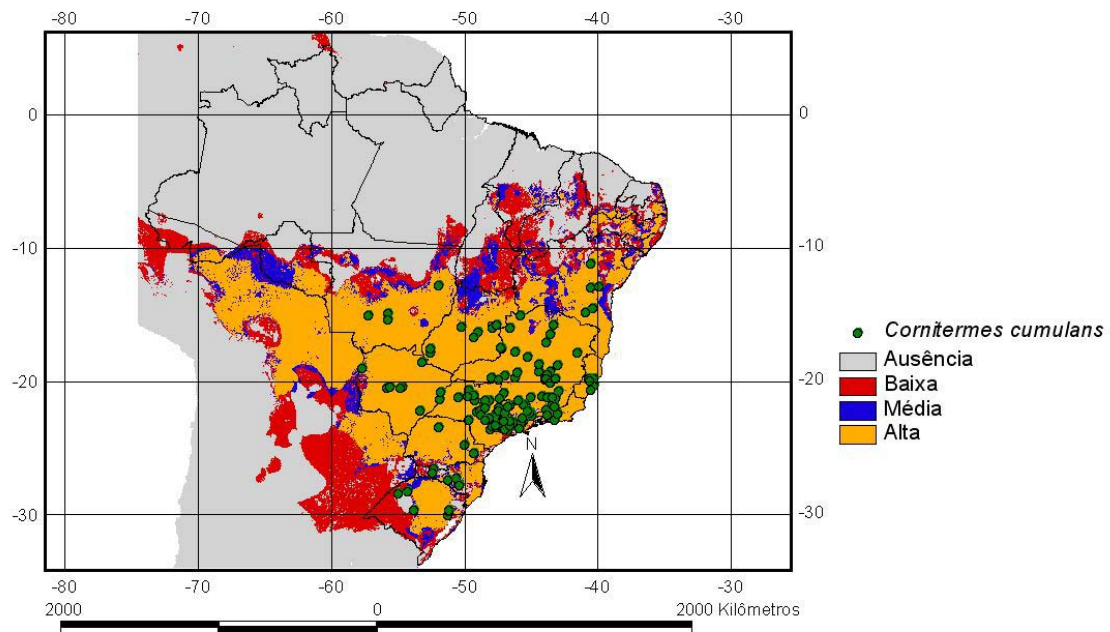 -80 -70 -60 -50 -40 -30
0 0
-10 -10
-20 -20
-30 -30
N
-80 -70 -60 -50 -40 -30
2000 0 2000 Kilômetros
Cornitermes cumulans
Ausência
Baixa
Média
Alta